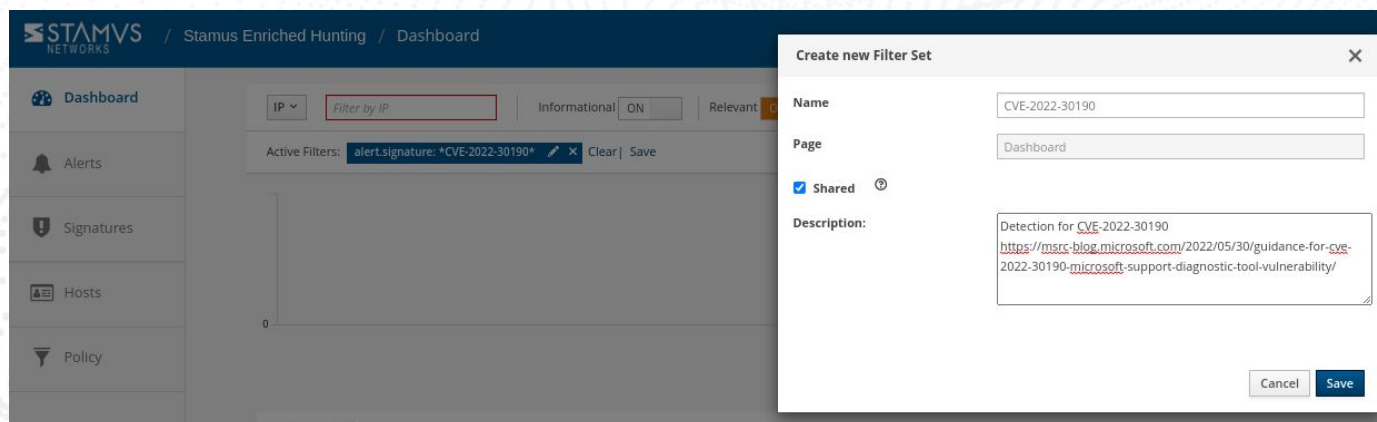 STAMVS
NETWORKS
/ Stamus Enriched Hunting / Dashboard
Dashboard
Alerts
Signatures
Hosts
Policy
IP
Filter by IP
Informational ON
Relevant
Active Filters: alert.signature: *CVE-2022-30190* Clear| Save
0
Create new Filter Set
Name
CVE-2022-30190
Page
Dashboard
Shared
Description:
Detection for CVE-2022-30190
https://msrc-blog.microsoft.com/2022/05/30/guidance-for-cve-
2022-30190-microsoft-support-diagnostic-tool-vulnerability/
Cancel Save